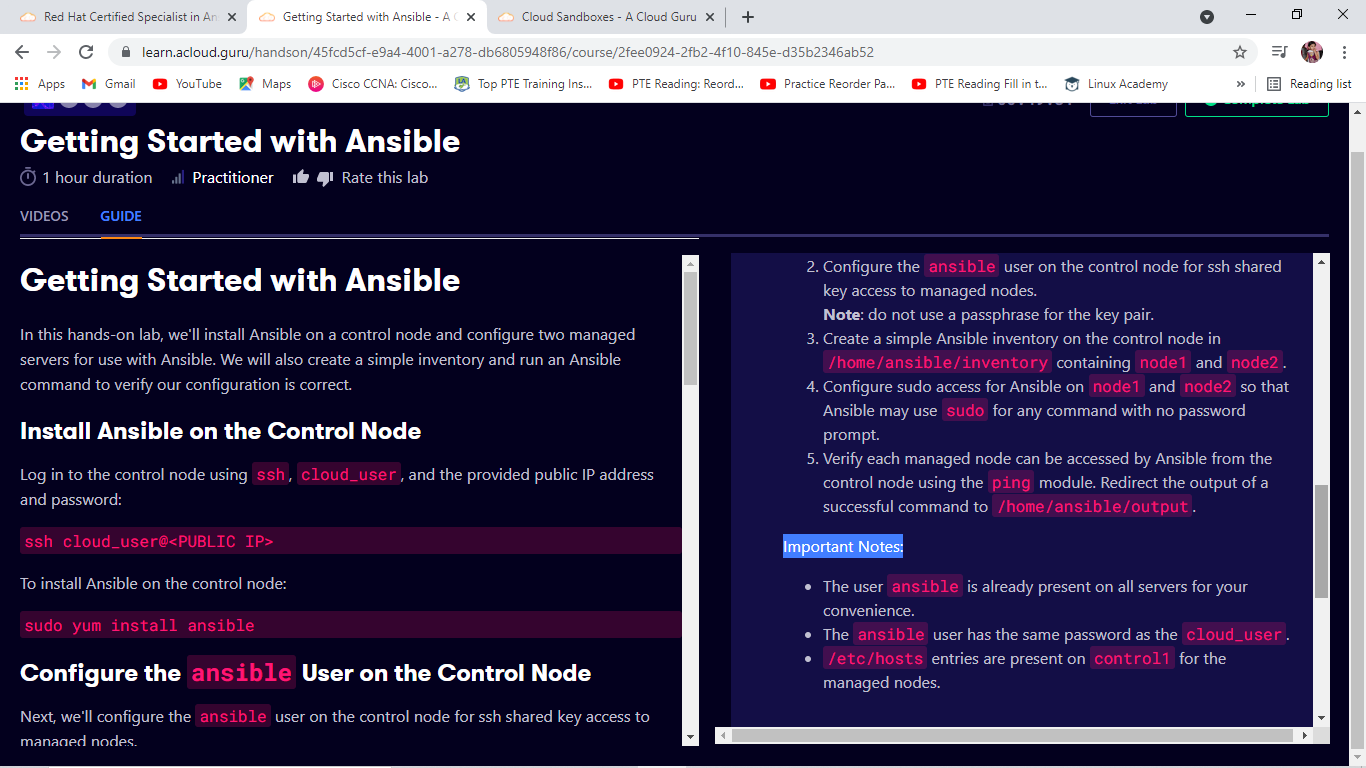 Red Hat Certified Specialist in An
Getting Started with Ansible - A C
Cloud Sandboxes - A Cloud Guru
learn.acloud.guru/handson/45fcd5cf-e9a4-4001-a278-db6805948f86/course/2fee0924-2fb2-4f10-845e-d35b2346ab52
Apps
Gmail
YouTube
Maps
Cisco CCNA: Cisco...
Top PTE Training Ins...
PTE Reading: Reord...
Practice Reorder Pa...
PTE Reading Fill in t...
Linux Academy
»
Reading list
Getting Started with Ansible
1 hour duration
Practitioner
Rate this lab
VIDEOS
GUIDE
Getting Started with Ansible
In this hands-on lab, we'll install Ansible on a control node and configure two managed
servers for use with Ansible. We will also create a simple inventory and run an Ansible
command to verify our configuration is correct.
Install Ansible on the Control Node
Log in to the control node using ssh, cloud_user, and the provided public IP address
and password:
ssh cloud_user@<PUBLIC IP>
To install Ansible on the control node:
sudo yum install ansible
Configure the ansible User on the Control Node
Next, we'll configure the ansible user on the control node for ssh shared key access to
managed nodes.
2. Configure the ansible user on the control node for ssh shared
key access to managed nodes.
Note: do not use a passphrase for the key pair.
3. Create a simple Ansible inventory on the control node in
/home/ansible/inventory containing node1 and node2.
4. Configure sudo access for Ansible on node1 and node2 so that
Ansible may use sudo for any command with no password
prompt.
5. Verify each managed node can be accessed by Ansible from the
control node using the ping module. Redirect the output of a
successful command to /home/ansible/output.
Important Notes:
• The user ansible is already present on all servers for your
convenience.
• The ansible user has the same password as the cloud_user.
• /etc/hosts entries are present on control1 for the
managed nodes.